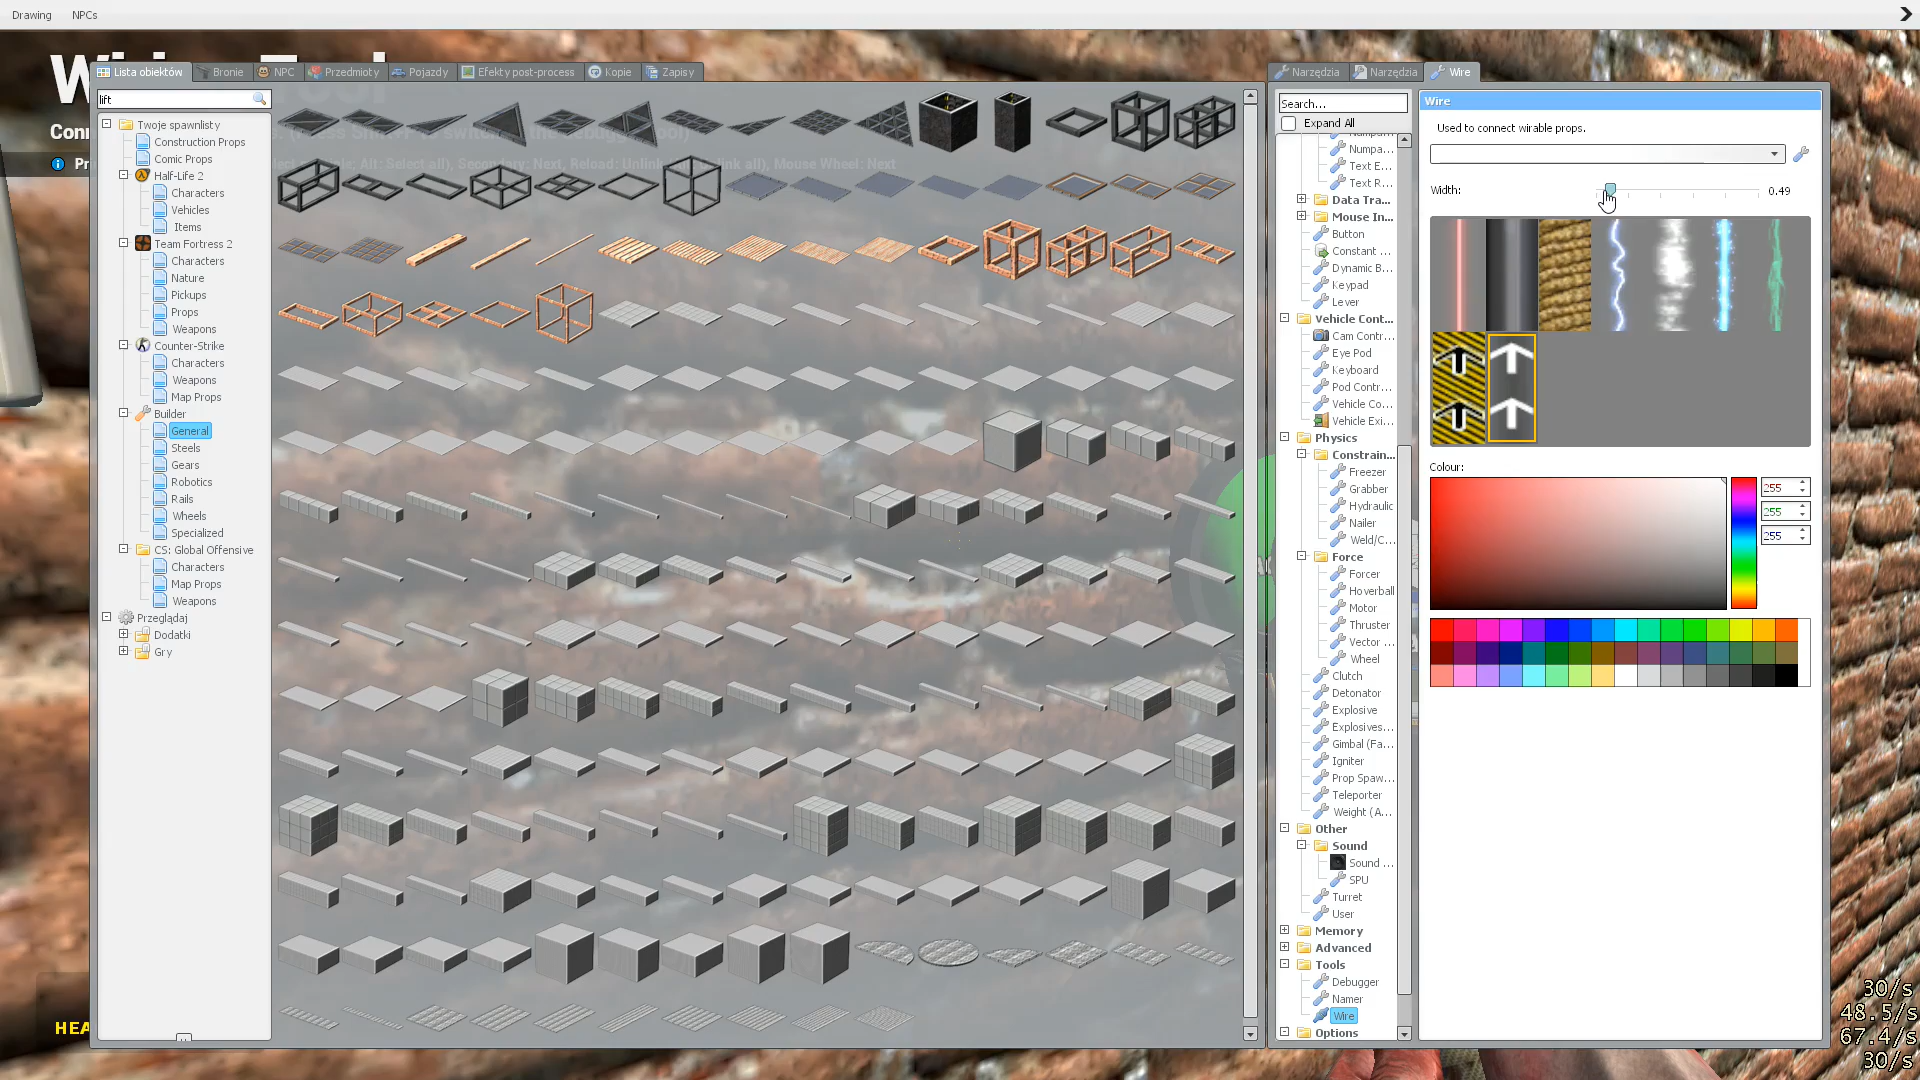 Drawing NPCs
Lista obiektów Bronie NPC Przedmioty Pojazdy Efekty post-process Kopie Zapisy
lift
Twoje spawnlisty
Construction Props
Comic Props
Half-Life 2
Characters
Vehicles
Items
Team Fortress 2
Characters
Nature
Pickups
Props
Weapons
Counter-Strike
Characters
Weapons
Map Props
Builder
General
Steels
Gears
Robotics
Rails
Wheels
Specialized
CS: Global Offensive
Characters
Map Props
Weapons
Przeglądaj
Dodatki
Gry
HEA
Narzędzia Narzędzia Wire
Search...
Expand All
Numpa...
Text E...
Text R...
Data Tra...
Mouse In...
Button
Constant ...
Dynamic B...
Keypad
Lever
Vehicle Cont...
Cam Contr...
Eye Pod
Keyboard
Pod Contr...
Vehicle Co...
Vehicle Exi...
Physics
Constrain...
Freezer
Grabber
Hydraulic
Nailer
Weld/C...
Force
Forcer
Hoverball
Motor
Thruster
Vector ...
Wheel
Clutch
Detonator
Explosive
Explosives...
Gimbal (Fa...
Igniter
Prop Spaw...
Teleporter
Weight (A...
Other
Sound
Sound ...
SPU
Turret
User
Memory
Advanced
Tools
Debugger
Namer
Wire
Options
Wire
Used to connect wirable props.
Width: 0.49
Colour:
255
255
255
30/s
48.5/s
67.4/s
30/s